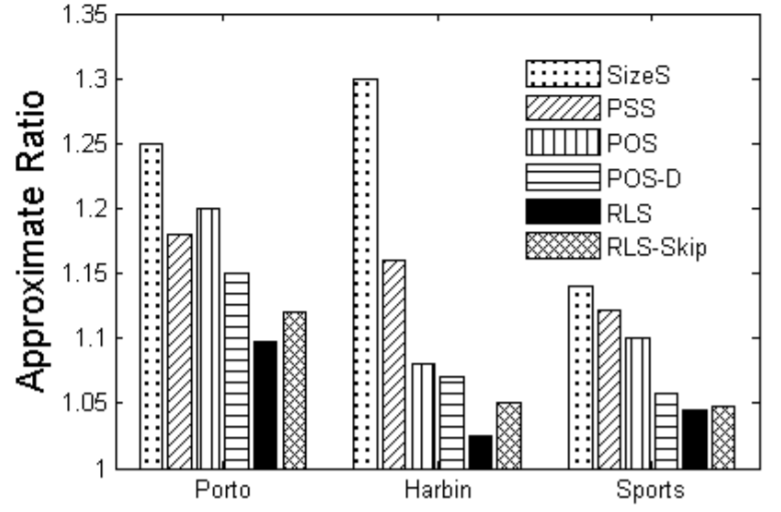 Approximate Ratio
1.35
1.3
1.25
1.2
1.15
1.1
1.05
1
SizeS
PSS
POS
POS-D
RLS
RLS-Skip
Porto Harbin Sports